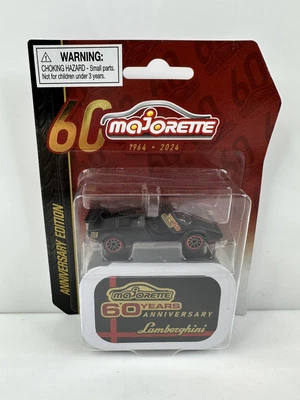 WARNING:
CHOKING HAZARD - Small parts.
Not for children under 3 years.
60 majorette
1964 • 2024
ANNIVERSARY EDITION
majorette
60 YEARS
ANNIVERSARY
Lamborghini